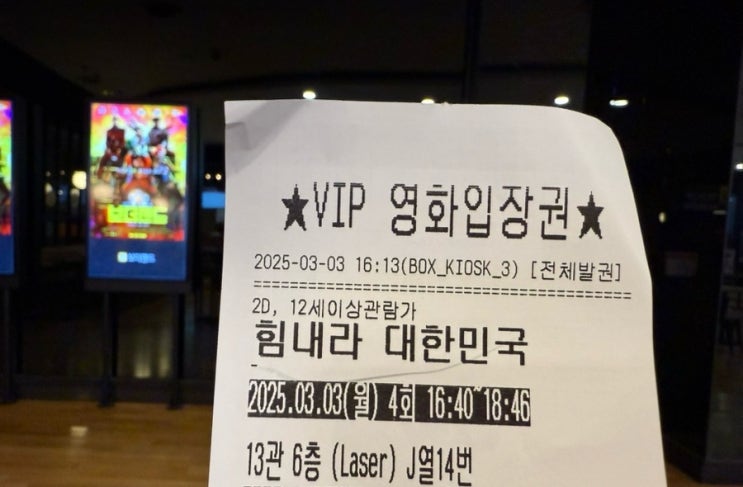 ★VIP 영화입장권★
2025-03-03 16:13(BOX_KIOSK_3) [전체발권]
==========================================
2D, 12세이상관람가
힘내라 대한민국
-
2025.03.03(월) 4회 16:40~18:46
13관 6층 (Laser) J열14번